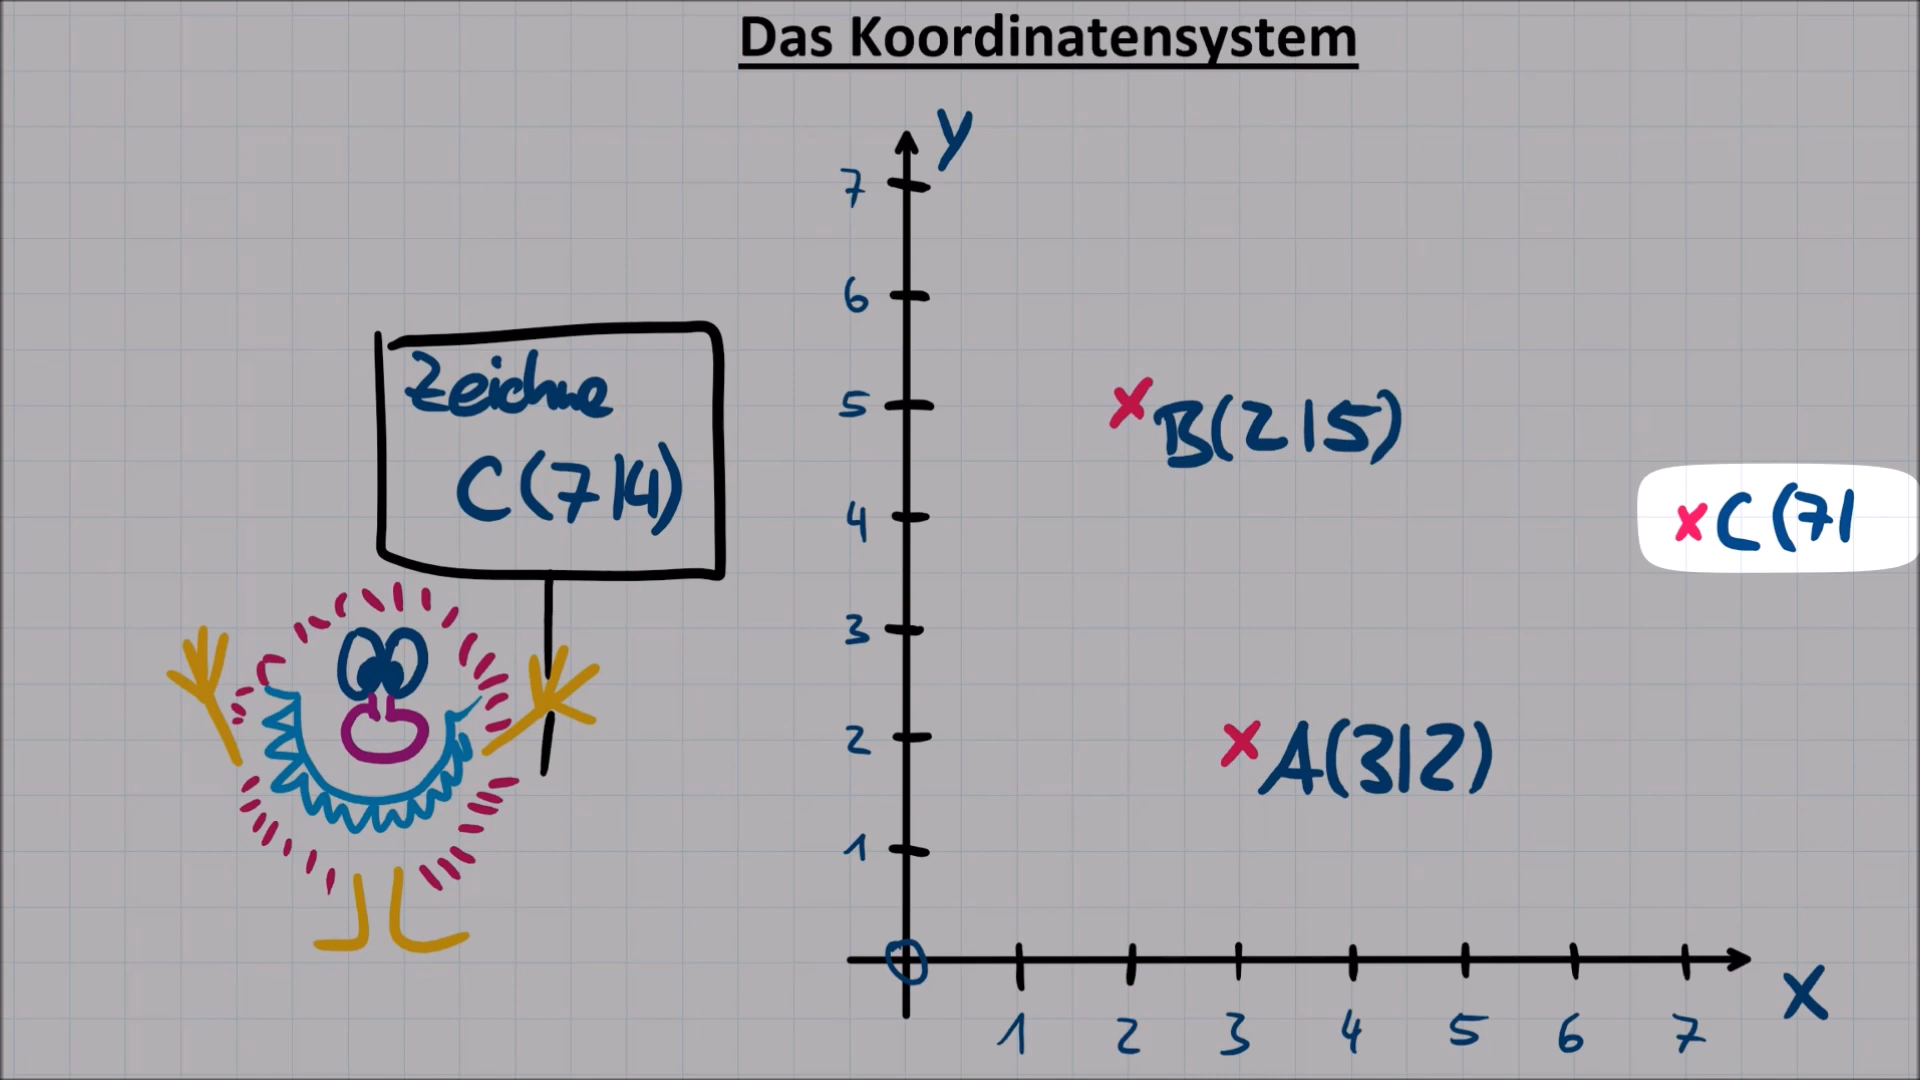 Das Koordinatensystem
y
7
6
5
4
3
2
1
0
1 2 3 4 5 6 7
x
Zeichne
C(7|4)
B(2|5)
C(7|
A(3|2)